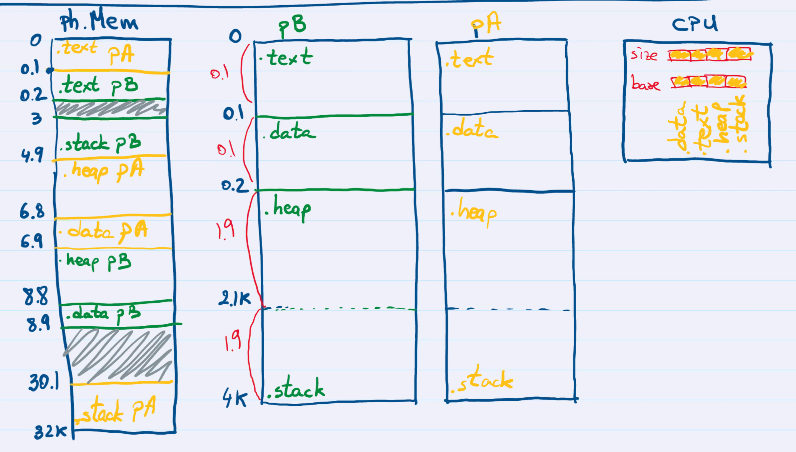 ph.Mem
0
.text pA
0.1
.text pB
0.2
3
.stack pB
4.9
.heap pA
6.8
.data pA
6.9
.heap pB
8.8
.data pB
8.9
30.1
.stack pA
32K
pB
0
.text
0.1
0.1
.data
0.1
0.2
.heap
1.9
2.1K
1.9
.stack
4K
pA
.text
.data
.heap
.stack
CPU
size
base
.data
.text
.heap
.stack